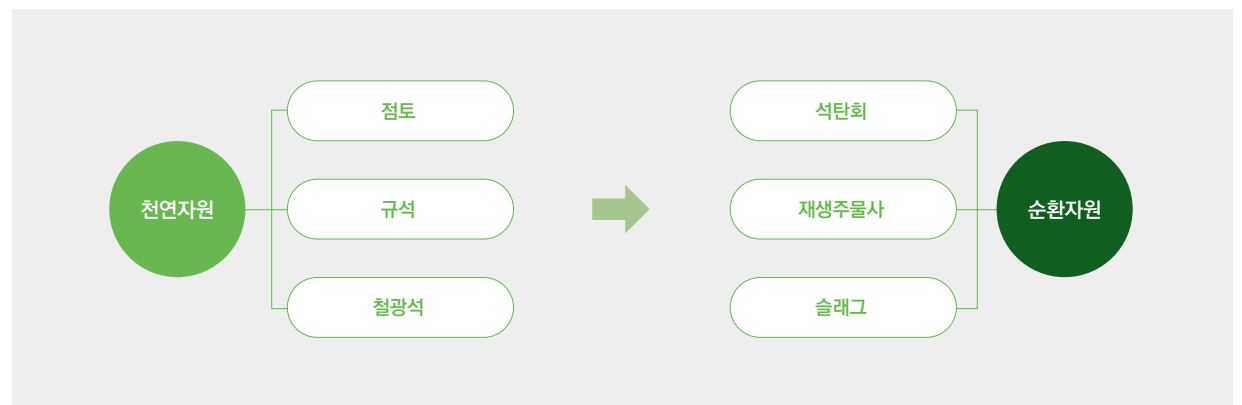 천연자원
점토
규석
철광석
석탄회
재생주물사
슬래그
순환자원